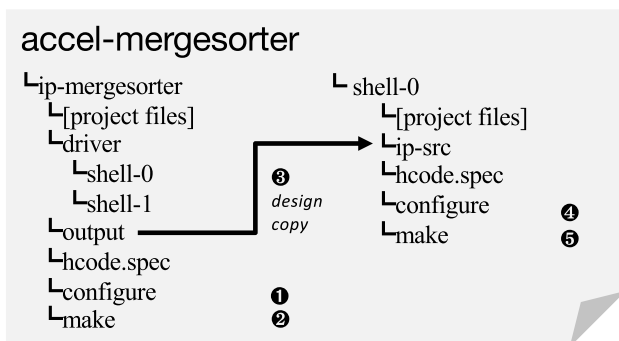 accel-mergesorter
ip-mergesorter
[project files]
driver
shell-0
shell-1
output
hcode.spec
configure ❶
make ❷
❸
design
copy
shell-0
[project files]
ip-src
hcode.spec
configure ❹
make ❺